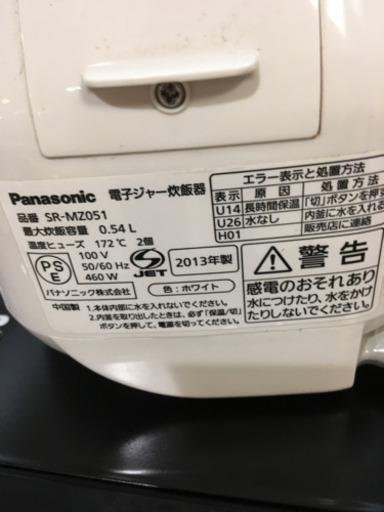 Panasonic 電子ジャー炊飯器
品番 SR-MZ051
最大炊飯容量 0.54 L
温度ヒューズ 172℃ 2個
PSE
100 V
50/60 Hz
460 W
S JET
2013年製
パナソニック株式会社
色:ホワイト
中国製
1.本体内部に水を入れないでください。
2.内釜を取り出したときは、必ず「保温/切」
ボタンを押して、電源を切ってください。
エラー表示と処置方法
表示 原因 処置方法
U14 長時間保温 「切」ボタンを押
U26 水なし 内釜に水を入れる
H01 販売店に連絡
警告
感電のおそれあり
水につけたり、水をかけ
たりしないでください